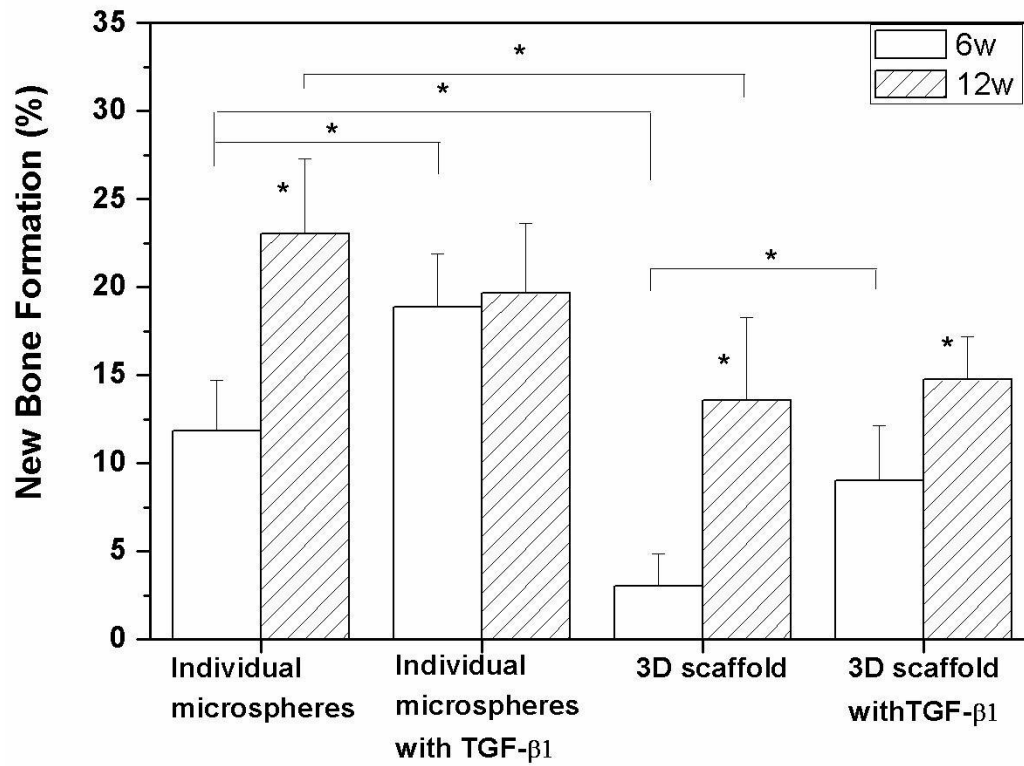 New Bone Formation (%)
35
30
25
20
15
10
5
0
6w
12w
*
*
*
*
*
*
*
Individual
microspheres
Individual
microspheres
with TGF-β1
3D scaffold
3D scaffold
withTGF-β1